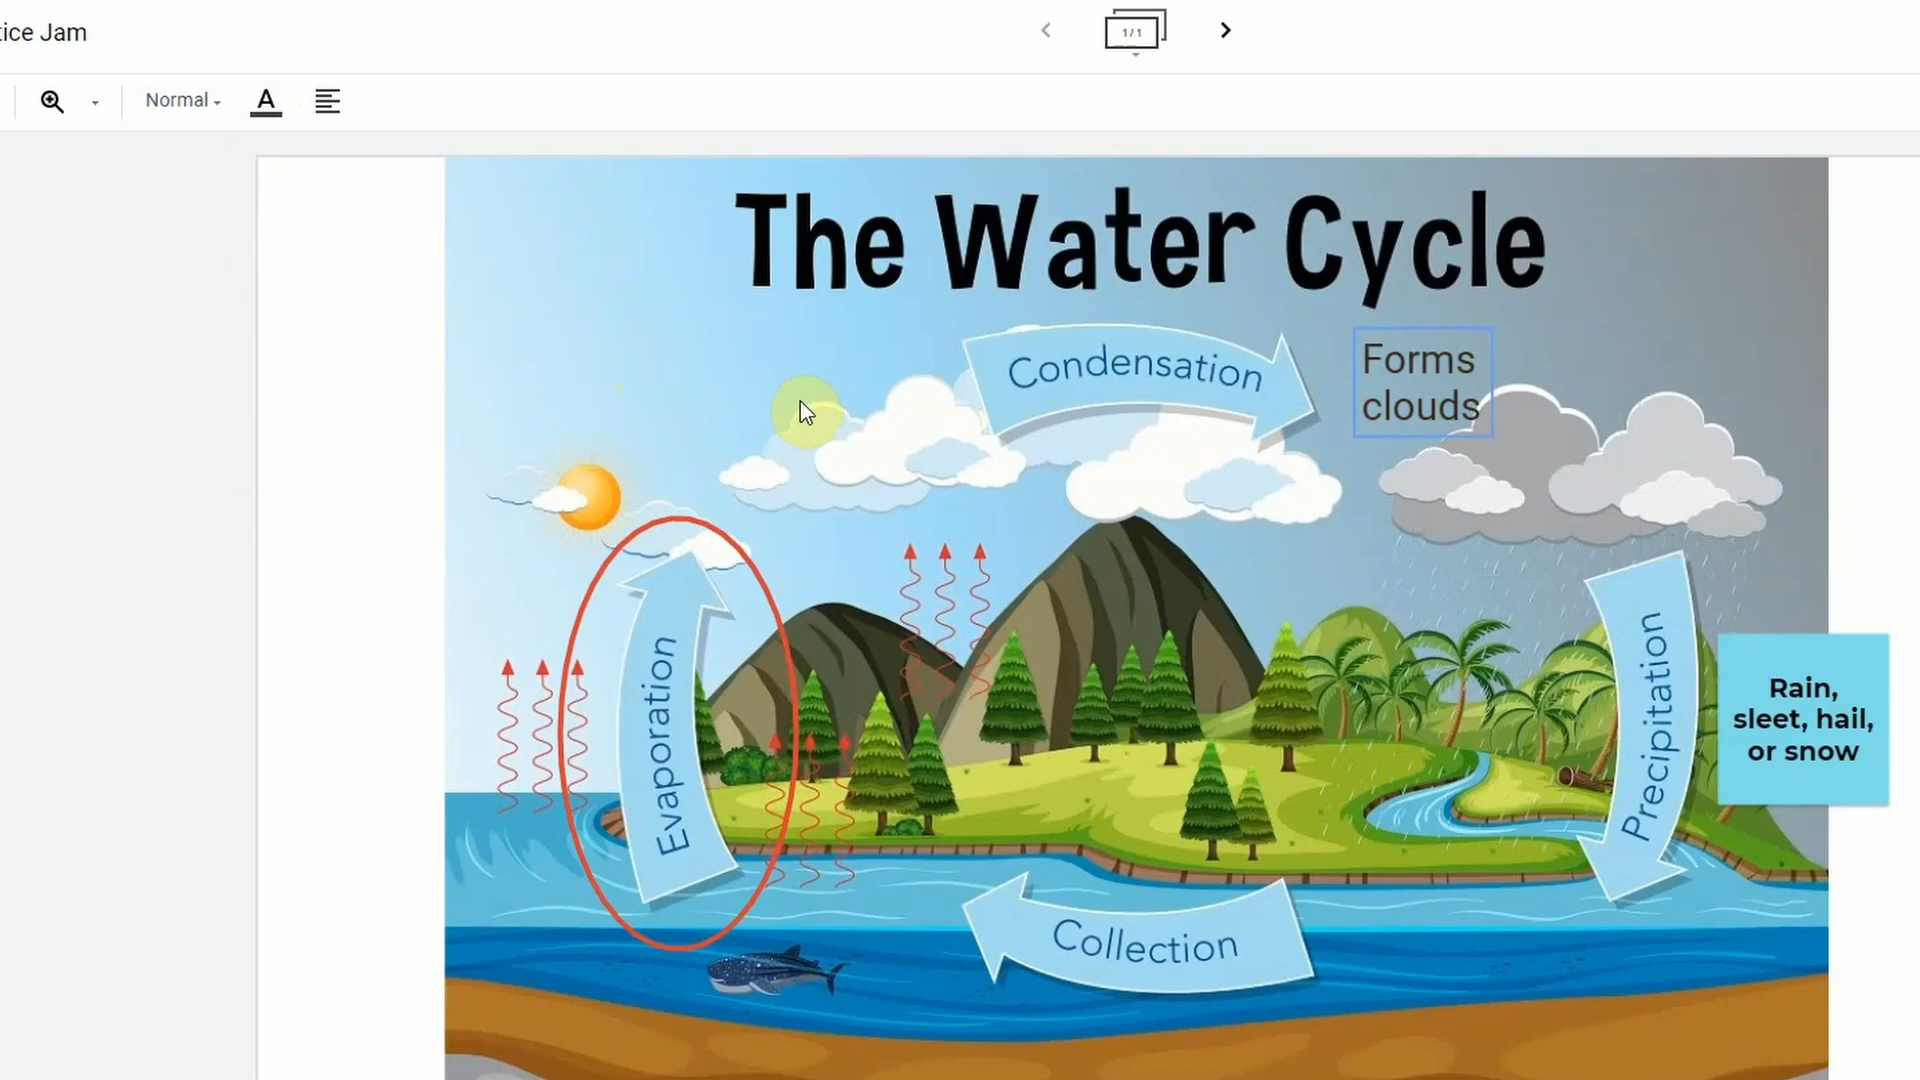 tice Jam
1/1
Normal
A
The Water Cycle
Condensation
Forms
clouds
Evaporation
Precipitation
Rain,
sleet, hail,
or snow
Collection